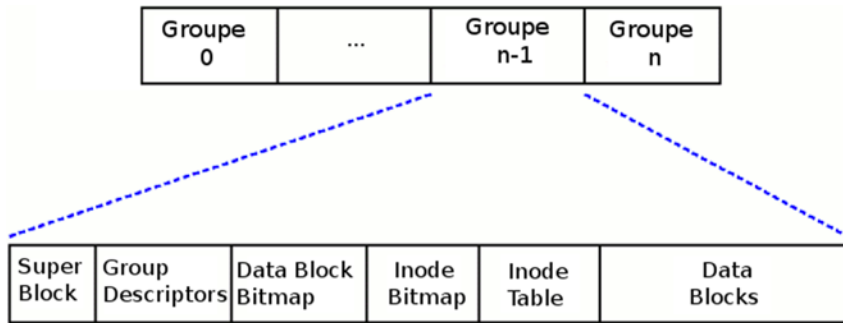 Groupe
0
...
Groupe
n-1
Groupe
n
Super
Block
Group
Descriptors
Data Block
Bitmap
Inode
Bitmap
Inode
Table
Data
Blocks